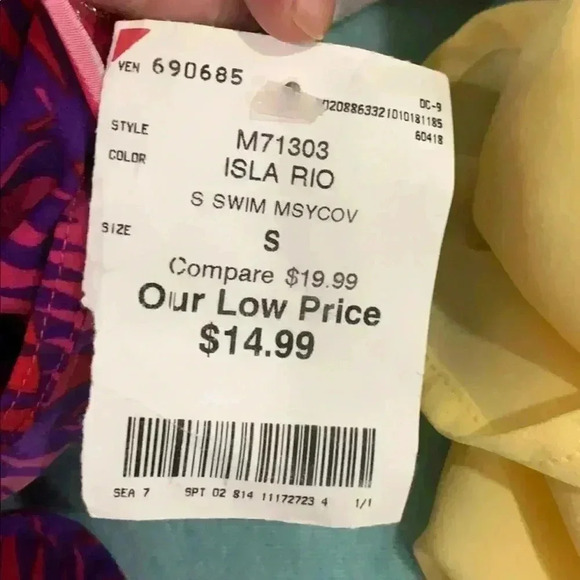 VEN 690685
DC-9
0208863321010181185
60418
STYLE M71303
COLOR ISLA RIO
S SWIM MSYCOV
SIZE S
Compare $19.99
Our Low Price
$14.99
SEA 7 SPT 02 814 11172723 4 1/1